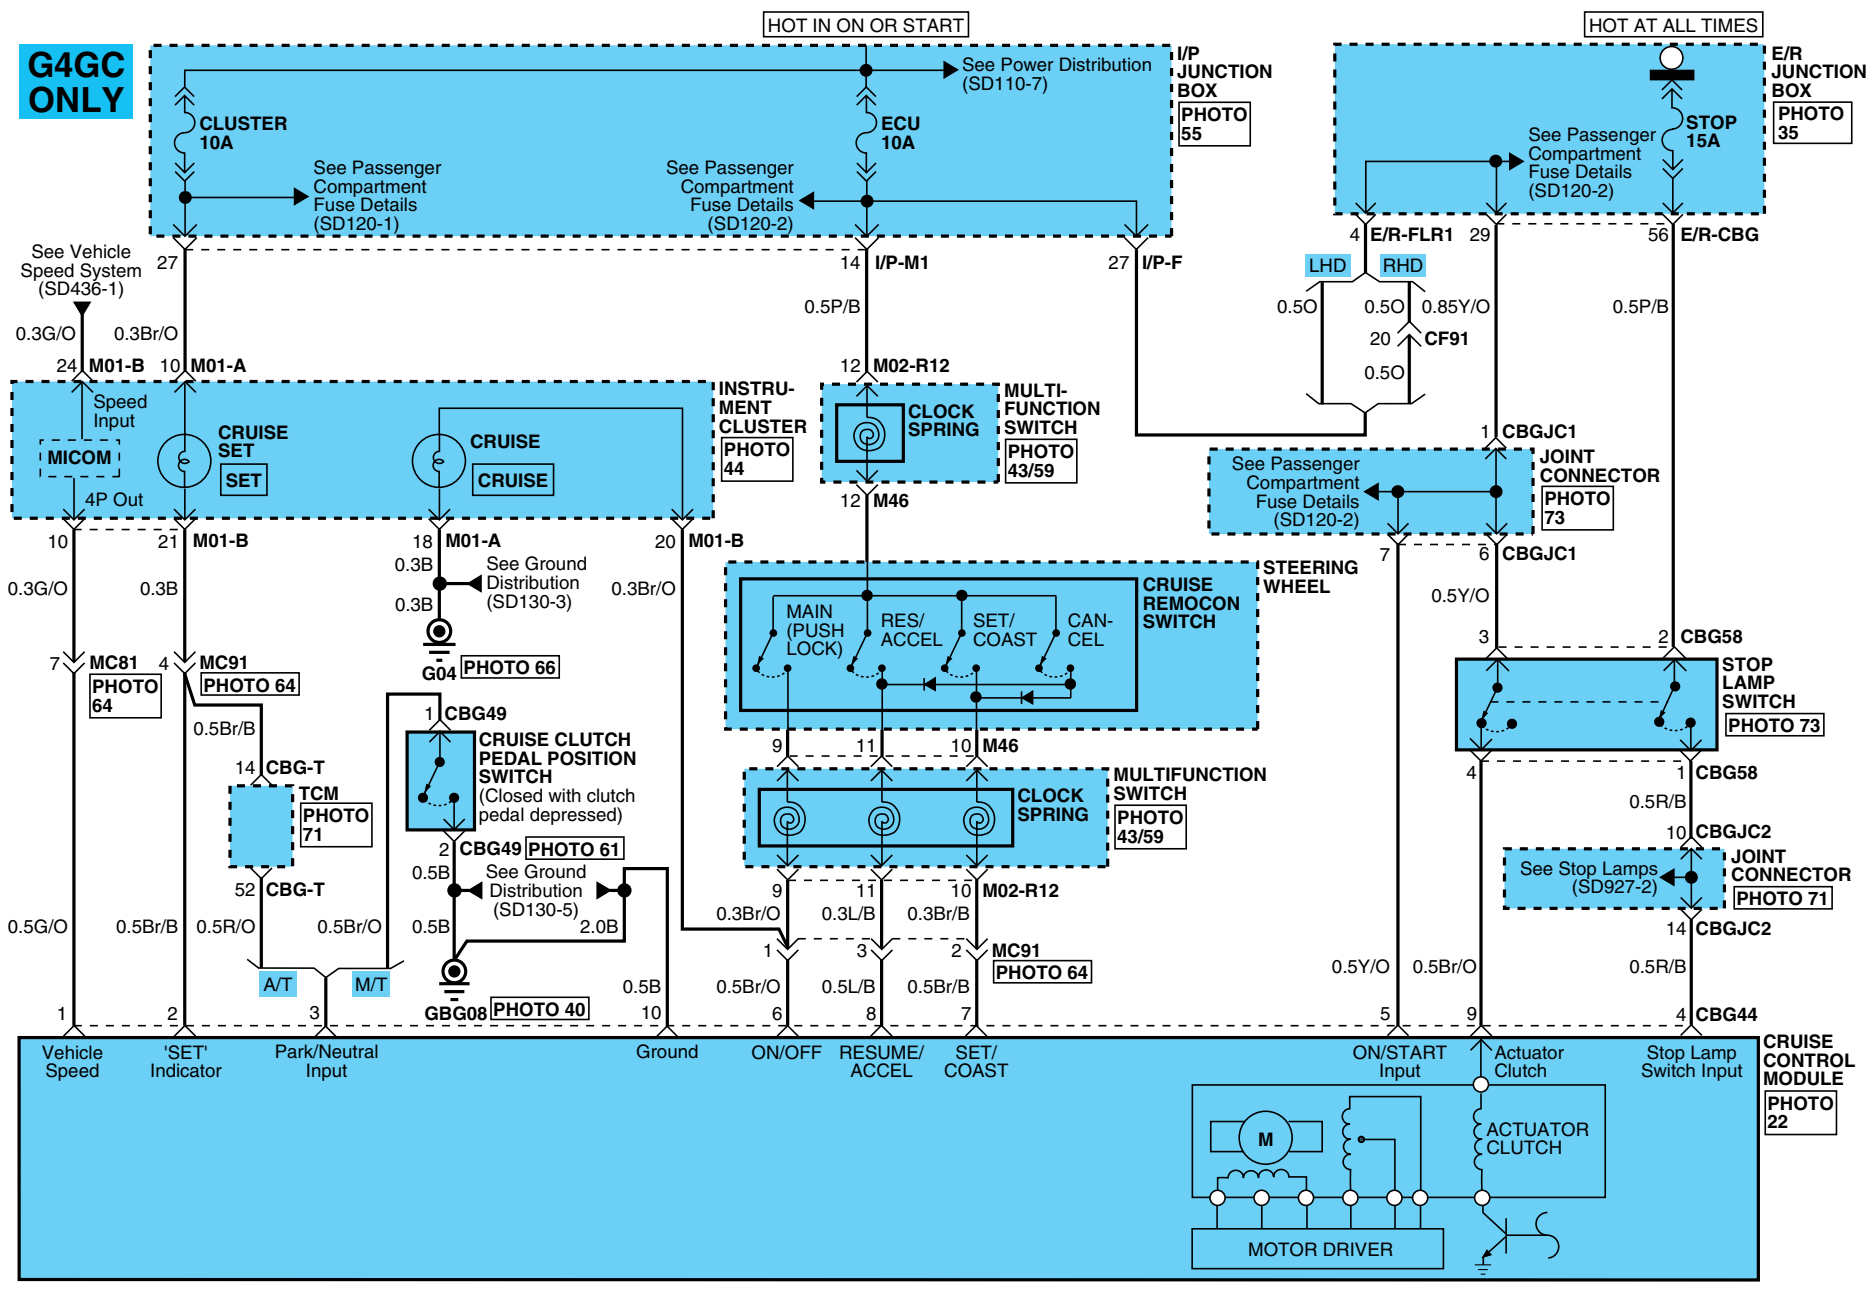 HOT IN ON OR START
HOT AT ALL TIMES
G4GC
ONLY
CLUSTER
10A
See Passenger
Compartment
Fuse Details
(SD120-1)
See Passenger
Compartment
Fuse Details
(SD120-2)
ECU
10A
See Power Distribution
(SD110-7)
I/P
JUNCTION
BOX
PHOTO
55
See Passenger
Compartment
Fuse Details
(SD120-2)
STOP
15A
E/R
JUNCTION
BOX
PHOTO
35
See Vehicle
Speed System
(SD436-1)
27
14 I/P-M1
27 I/P-F
4 E/R-FLR1
29
56 E/R-CBG
LHD
RHD
0.3G/O
0.3Br/O
0.5P/B
0.5O
0.5O
0.85Y/O
0.5P/B
20 CF91
0.5O
24 M01-B
10 M01-A
12 M02-R12
Speed
Input
MICOM
4P Out
CRUISE
SET
SET
CRUISE
CRUISE
INSTRU-
MENT
CLUSTER
PHOTO
44
CLOCK
SPRING
MULTI-
FUNCTION
SWITCH
PHOTO
43/59
1 CBGJC1
See Passenger
Compartment
Fuse Details
(SD120-2)
JOINT
CONNECTOR
PHOTO
73
12 M46
10
21 M01-B
18 M01-A
20 M01-B
7
6 CBGJC1
0.3G/O
0.3B
0.3B
0.3B
See Ground
Distribution
(SD130-3)
0.3Br/O
G04 PHOTO 66
0.5Y/O
STEERING
WHEEL
CRUISE
REMOCON
SWITCH
MAIN
(PUSH
LOCK)
RES/
ACCEL
SET/
COAST
CAN-
CEL
3
2 CBG58
STOP
LAMP
SWITCH
PHOTO 73
7 MC81
PHOTO
64
4 MC91
PHOTO 64
0.5Br/B
1 CBG49
CRUISE CLUTCH
PEDAL POSITION
SWITCH
(Closed with clutch
pedal depressed)
14 CBG-T
TCM
PHOTO
71
52 CBG-T
2 CBG49 PHOTO 61
0.5B
See Ground
Distribution
(SD130-5)
9
11
10 M46
MULTIFUNCTION
SWITCH
PHOTO
43/59
CLOCK
SPRING
4
1 CBG58
0.5R/B
10 CBGJC2
See Stop Lamps
(SD927-2)
JOINT
CONNECTOR
PHOTO 71
14 CBGJC2
9
11
10 M02-R12
0.3Br/O
0.3L/B
0.3Br/B
0.5G/O
0.5Br/B
0.5R/O
0.5Br/O
0.5B
2.0B
1
3
2 MC91
PHOTO 64
A/T
M/T
GBG08 PHOTO 40
0.5B
0.5Br/O
0.5L/B
0.5Br/B
0.5Y/O
0.5Br/O
0.5R/B
1
2
3
10
6
8
7
5
9
4 CBG44
Vehicle
Speed
'SET'
Indicator
Park/Neutral
Input
Ground
ON/OFF
RESUME/
ACCEL
SET/
COAST
ON/START
Input
Actuator
Clutch
Stop Lamp
Switch Input
CRUISE
CONTROL
MODULE
PHOTO
22
M
ACTUATOR
CLUTCH
MOTOR DRIVER